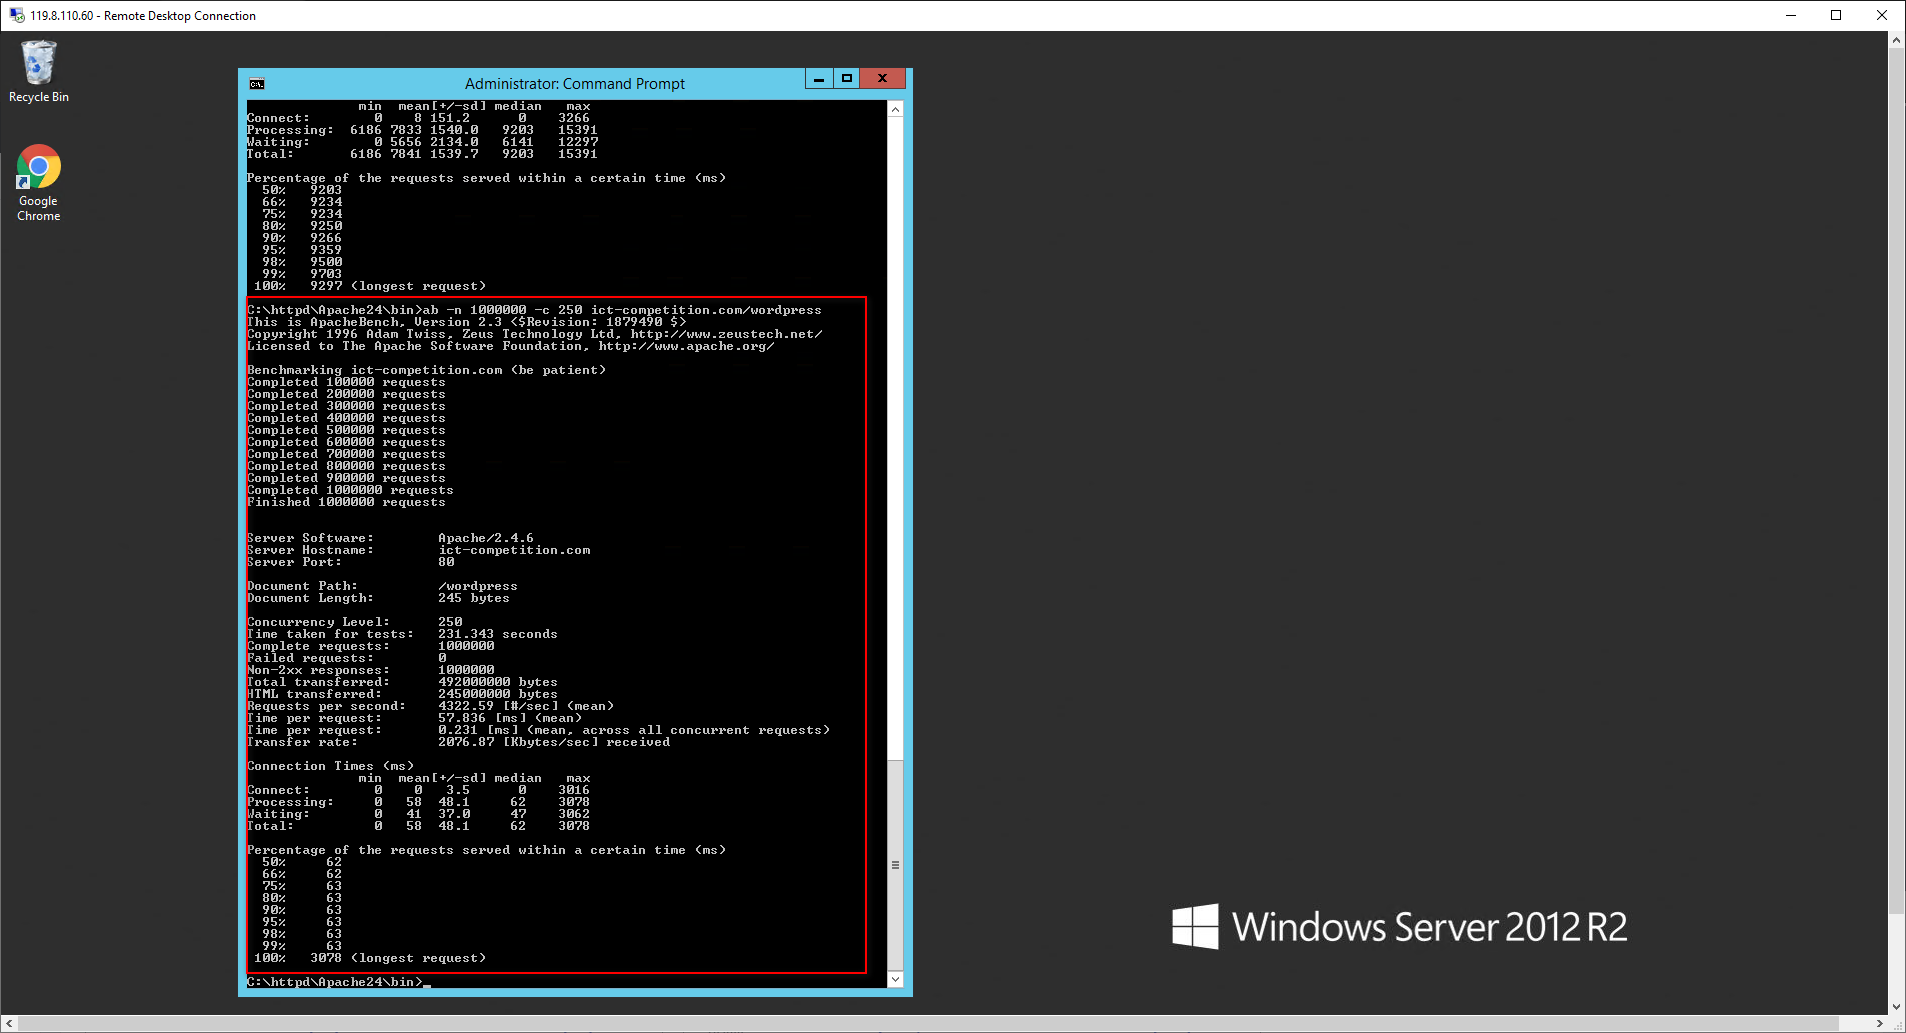 119.8.110.60 - Remote Desktop Connection
Recycle Bin
Google
Chrome
Administrator: Command Prompt
min mean[+/-sd] median max
Connect: 0 8 151.2 0 3266
Processing: 6186 7833 1540.0 9203 15391
Waiting: 0 5656 2134.0 6141 12297
Total: 6186 7841 1539.7 9203 15391
Percentage of the requests served within a certain time (ms)
50% 9203
66% 9234
75% 9234
80% 9250
90% 9266
95% 9359
98% 9500
99% 9703
100% 9297 (longest request)
C:\httpd\Apache24\bin>ab -n 1000000 -c 250 ict-competition.com/wordpress
This is ApacheBench, Version 2.3 <$Revision: 1879490 $>
Copyright 1996 Adam Twiss, Zeus Technology Ltd, http://www.zeustech.net/
Licensed to The Apache Software Foundation, http://www.apache.org/
Benchmarking ict-competition.com (be patient)
Completed 100000 requests
Completed 200000 requests
Completed 300000 requests
Completed 400000 requests
Completed 500000 requests
Completed 600000 requests
Completed 700000 requests
Completed 800000 requests
Completed 900000 requests
Completed 1000000 requests
Finished 1000000 requests
Server Software: Apache/2.4.6
Server Hostname: ict-competition.com
Server Port: 80
Document Path: /wordpress
Document Length: 245 bytes
Concurrency Level: 250
Time taken for tests: 231.343 seconds
Complete requests: 1000000
Failed requests: 0
Non-2xx responses: 1000000
Total transferred: 492000000 bytes
HTML transferred: 245000000 bytes
Requests per second: 4322.59 [#/sec] (mean)
Time per request: 57.836 [ms] (mean)
Time per request: 0.231 [ms] (mean, across all concurrent requests)
Transfer rate: 2076.87 [Kbytes/sec] received
Connection Times (ms)
min mean[+/-sd] median max
Connect: 0 0 3.5 0 3016
Processing: 0 58 48.1 62 3078
Waiting: 0 41 37.0 47 3062
Total: 0 58 48.1 62 3078
Percentage of the requests served within a certain time (ms)
50% 62
66% 62
75% 63
80% 63
90% 63
95% 63
98% 63
99% 63
100% 3078 (longest request)
C:\httpd\Apache24\bin>_
Windows Server 2012 R2